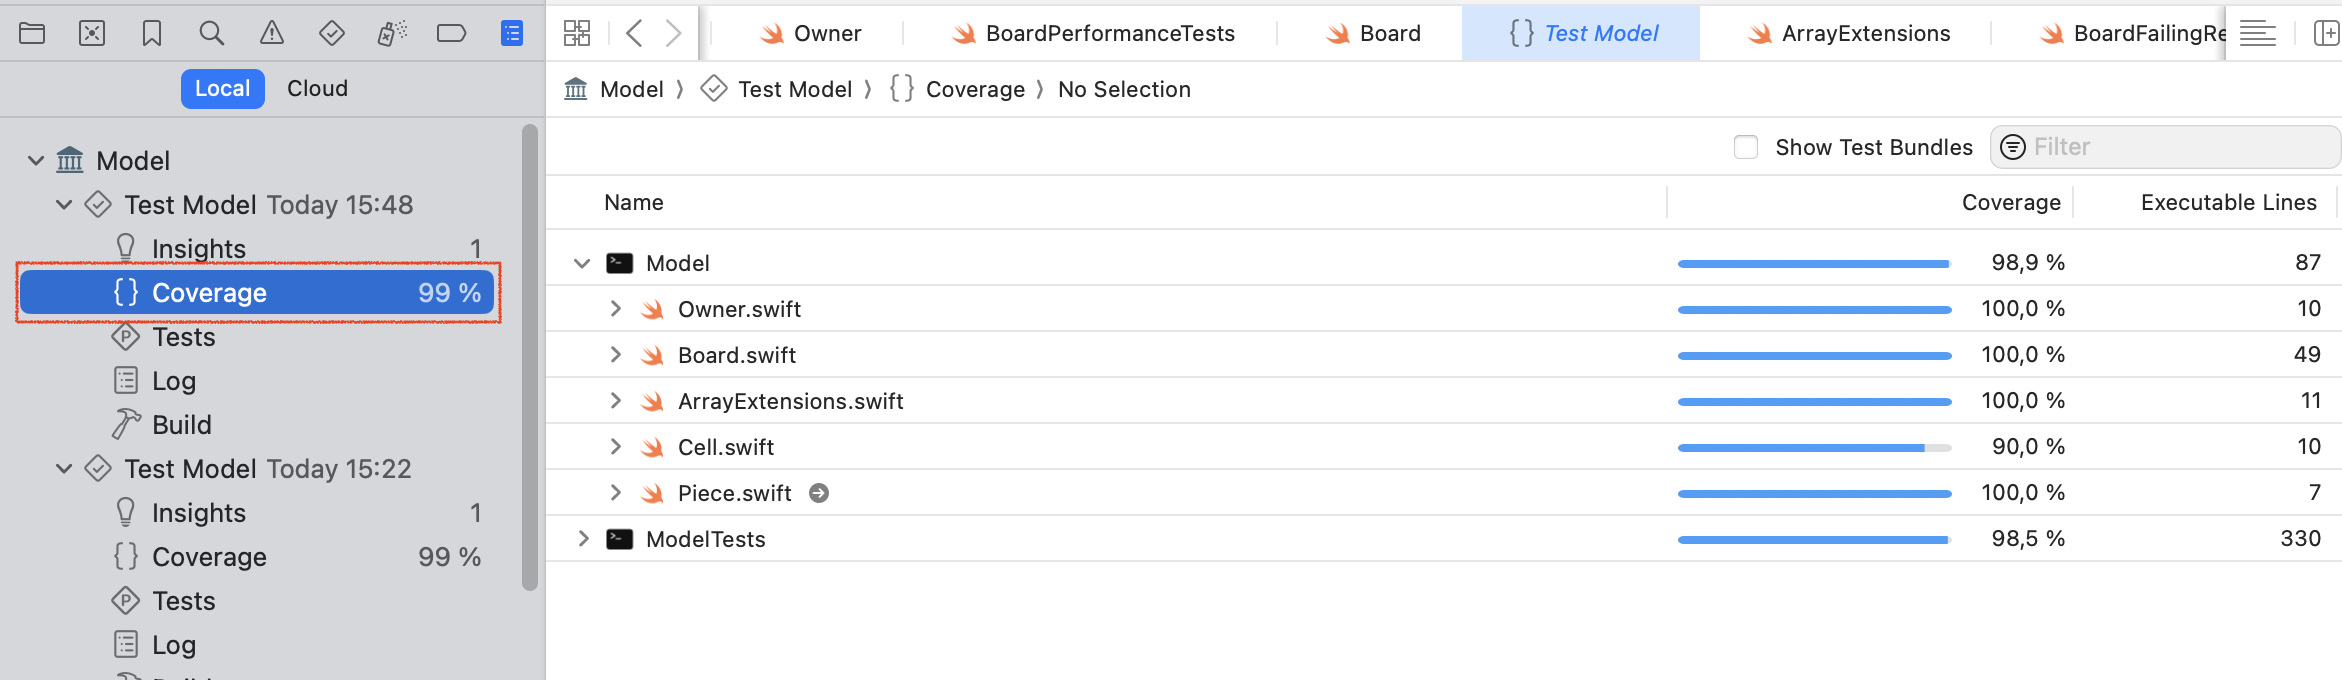 Owner
BoardPerformanceTests
Board
Test Model
ArrayExtensions
BoardFailingRe
Local
Cloud
Model
Test Model Today 15:48
Insights 1
Coverage 99 %
P Tests
Log
Build
Test Model Today 15:22
Insights 1
Coverage 99 %
P Tests
Log
Model ⟩ Test Model ⟩ {} Coverage ⟩ No Selection
Show Test Bundles Filter
Name Coverage Executable Lines
Model 98,9 % 87
Owner.swift 100,0 % 10
Board.swift 100,0 % 49
ArrayExtensions.swift 100,0 % 11
Cell.swift 90,0 % 10
Piece.swift 100,0 % 7
ModelTests 98,5 % 330